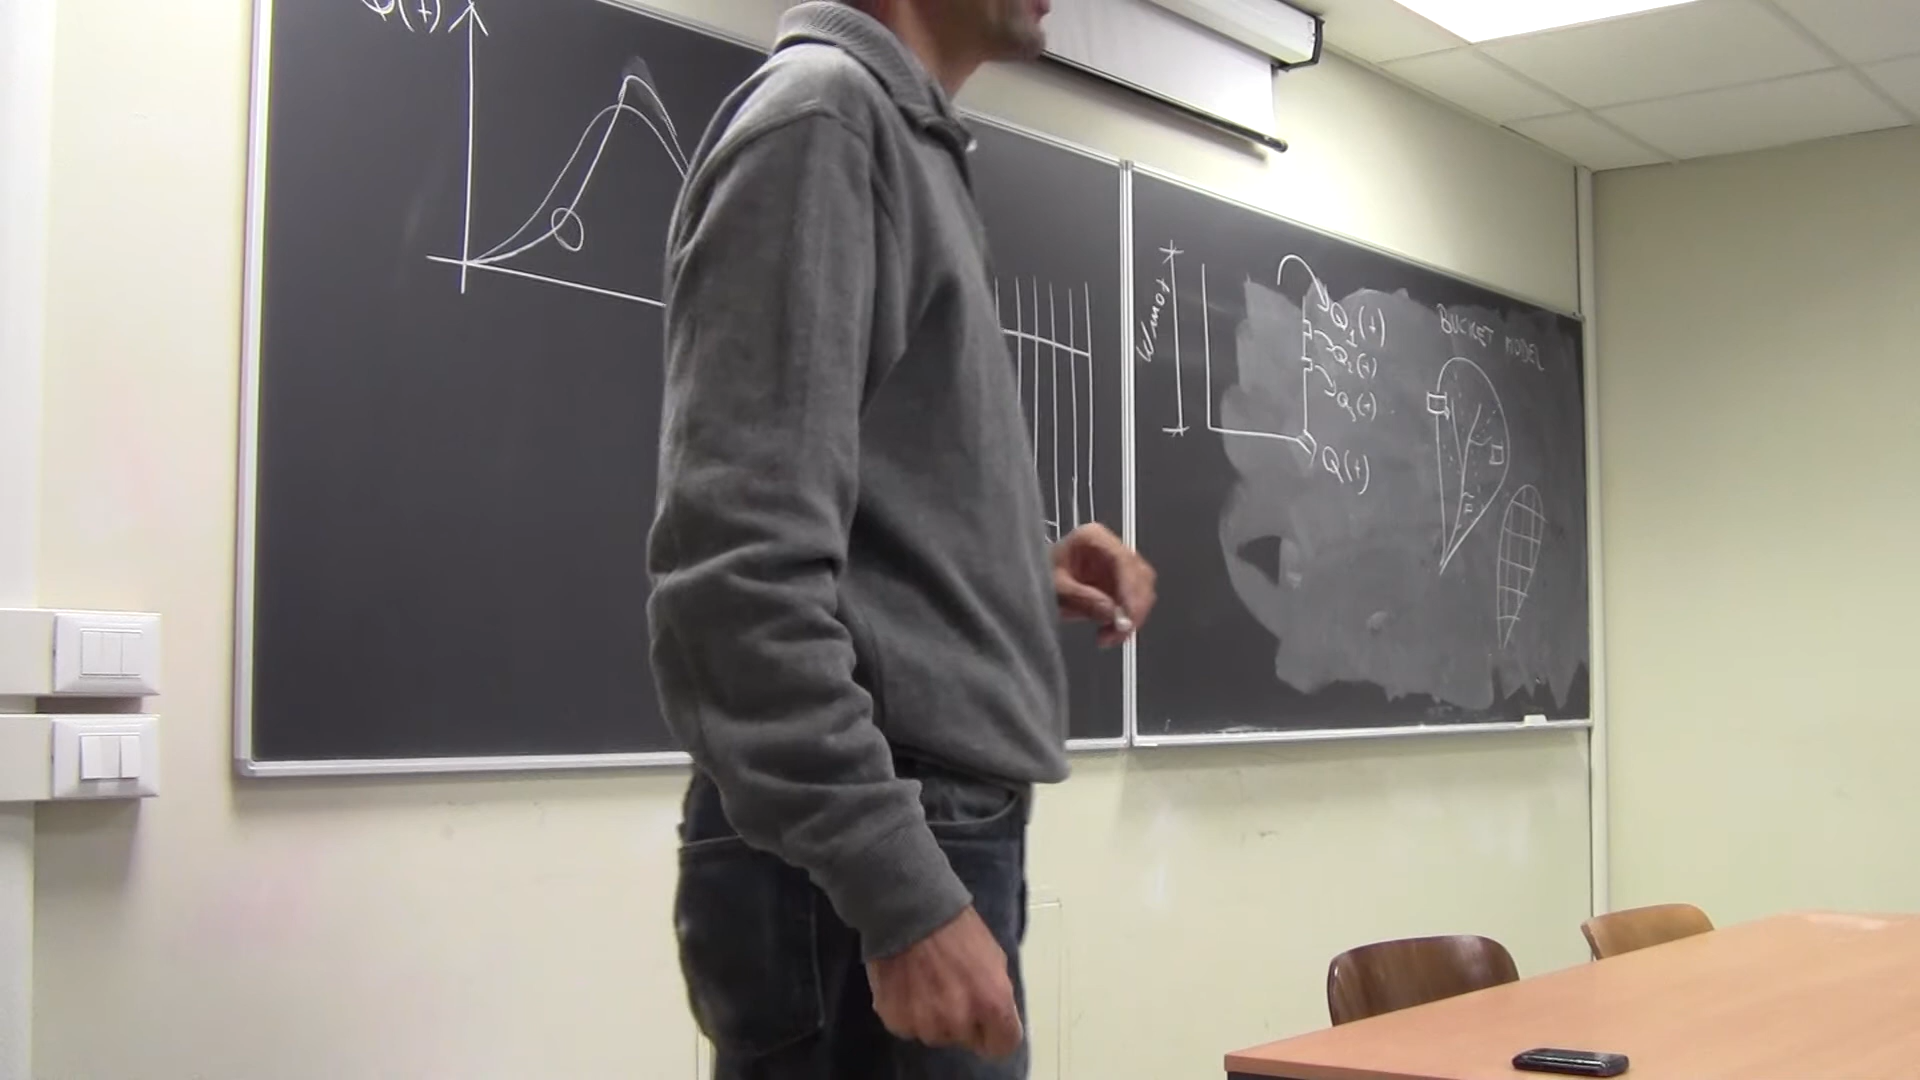 Q(t)
Wmax
Q1(t)
Q2(t)
Q3(t)
Q(t)
BUCKET MODEL